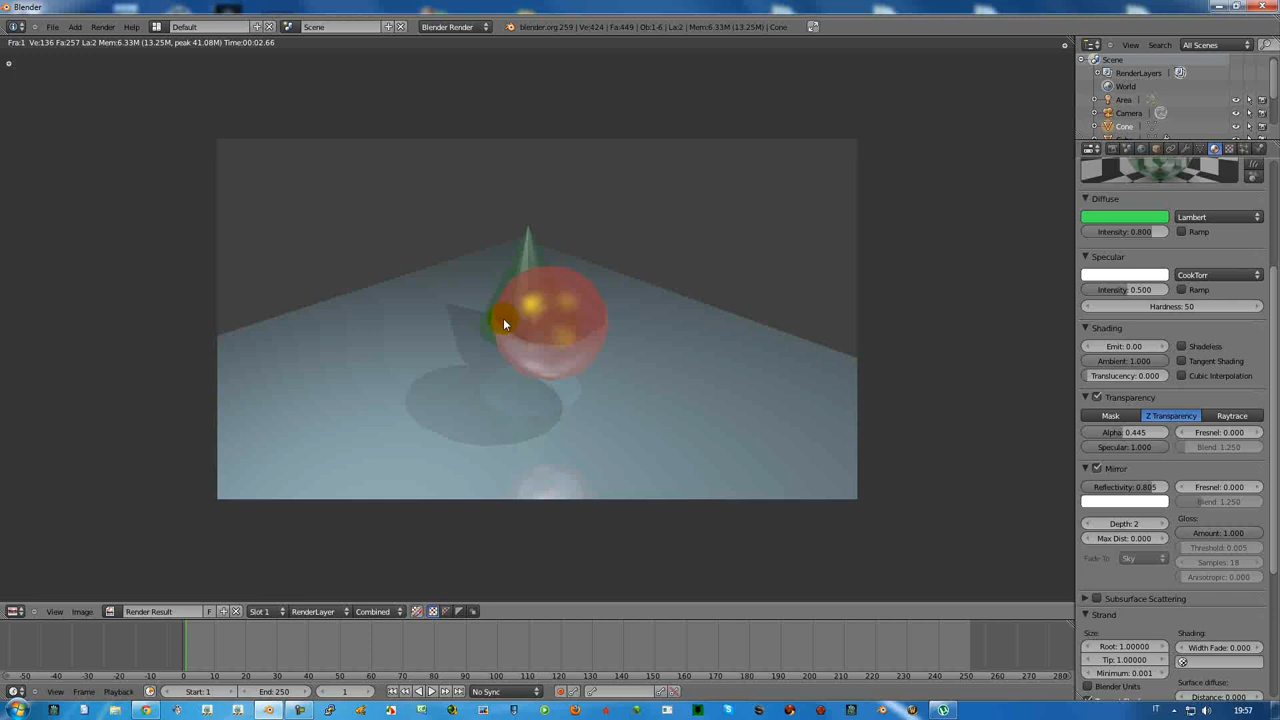 Blender
File Add Render Help Default Scene Blender Render blender.org 259 | Ve:424 | Fa:449 | Ob:1-6 | La:2 | Mem:6.33M (13.25M) | Cone
Fra:1 Ve:136 Fa:257 La:2 Mem:6.33M (13.25M, peak 41.08M) Time:00:02.66
View Search All Scenes
Scene
RenderLayers |
World
Area |
Camera |
Cone |
Diffuse
Lambert
Intensity: 0.800 Ramp
Specular
CookTorr
Intensity: 0.500 Ramp
Hardness: 50
Shading
Emit: 0.00 Shadeless
Ambient: 1.000 Tangent Shading
Translucency: 0.000 Cubic Interpolation
Transparency
Mask Z Transparency Raytrace
Alpha: 0.445 Fresnel: 0.000
Specular: 1.000 Blend: 1.250
Mirror
Reflectivity: 0.805 Fresnel: 0.000
Blend: 1.250
Depth: 2 Gloss:
Max Dist: 0.000 Amount: 1.000
Threshold: 0.005
Fade To: Sky Samples: 18
Anisotropic: 0.000
Subsurface Scattering
Strand
Size: Shading:
Root: 1.00000 Width Fade: 0.000
Tip: 1.00000
Minimum: 0.001 Surface diffuse:
Blender Units Distance: 0.000
View Image Render Result F Slot 1 RenderLayer Combined
-50 -40 -30 -20 -10 0 10 20 30 40 50 60 70 80 90 100 110 120 130 140 150 160 170 180 190 200 210 220 230 240 250 260 270 280
View Frame Playback Start: 1 End: 250 1 No Sync
IT 19:57